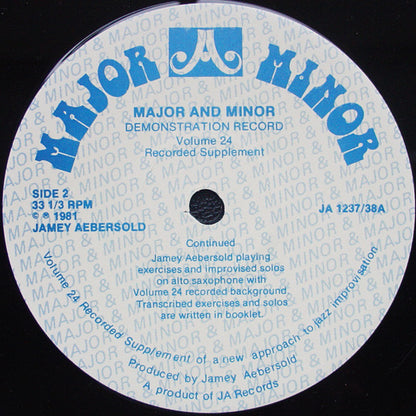 MAJOR MINOR
MAJOR AND MINOR
DEMONSTRATION RECORD
Volume 24
Recorded Supplement
SIDE 2
33 1/3 RPM
© ℗ 1981
JAMEY AEBERSOLD
JA 1237/38A
Continued
Jamey Aebersold playing
exercises and improvised solos
on alto saxophone with
Volume 24 recorded background.
Transcribed exercises and solos
are written in booklet.
Volume 24 Recorded Supplement of a new approach to jazz improvisation
Produced by Jamey Aebersold
A product of JA Records